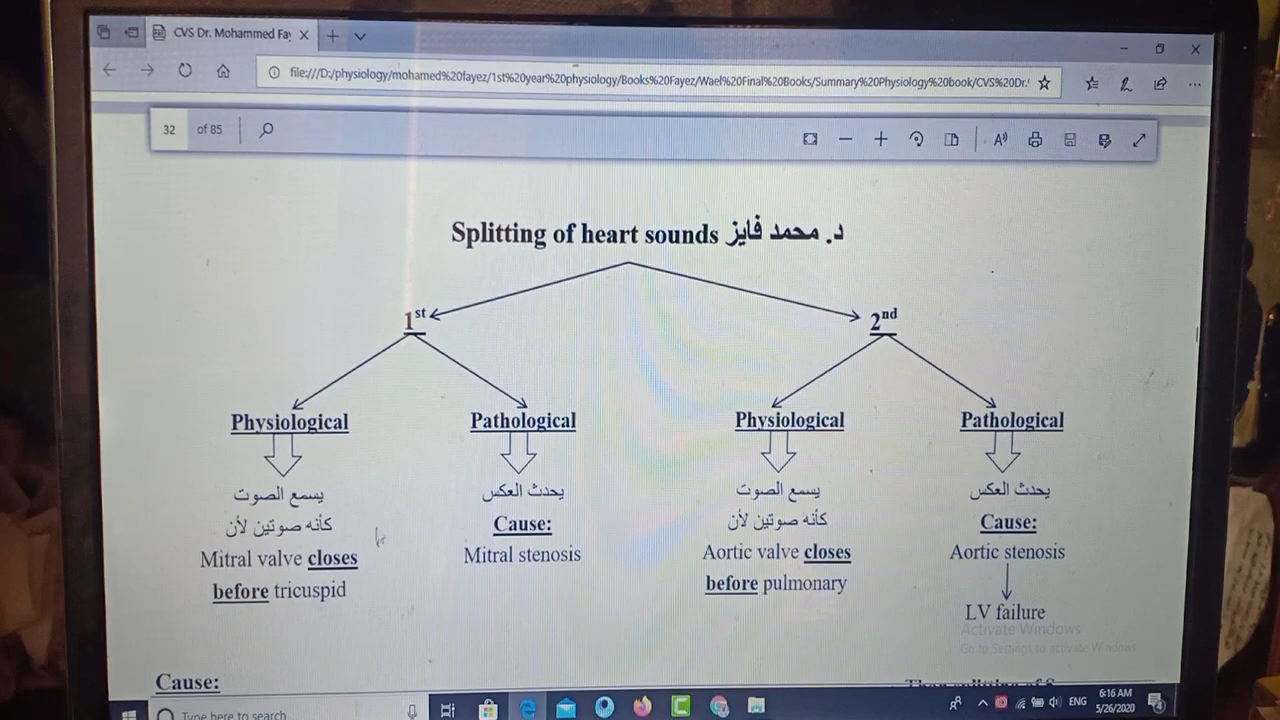 CVS Dr. Mohammed Fay
file:///D:/physiology/mohamed%20fayez/1st%20year%20physiology/Books%20Fayez/Wael%20Final%20Books/Summary%20Physiology%20book/CVS%20Dr.
32 of 85
Splitting of heart sounds د. محمد فايز
1st
2nd
Physiological
Pathological
Physiological
Pathological
يسمع الصوت
كأنه صوتين لأن
Mitral valve closes
before tricuspid
يحدث العكس
Cause:
Mitral stenosis
يسمع الصوت
كأنه صوتين لأن
Aortic valve closes
before pulmonary
يحدث العكس
Cause:
Aortic stenosis
LV failure
Activate Windows
Go to Settings to activate Windows.
Cause:
Type here to search
ENG
6:16 AM
5/26/2020
4